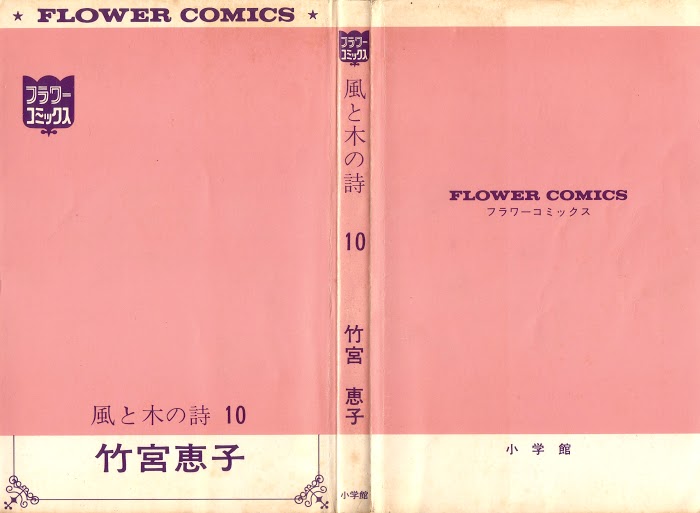 ★ FLOWER COMICS ★
フラワー
コミックス
風と木の詩 10
竹宮恵子
フラワー
コミックス
風と木の詩
10
竹宮 恵子
小学館
FLOWER COMICS
フラワーコミックス
小学館